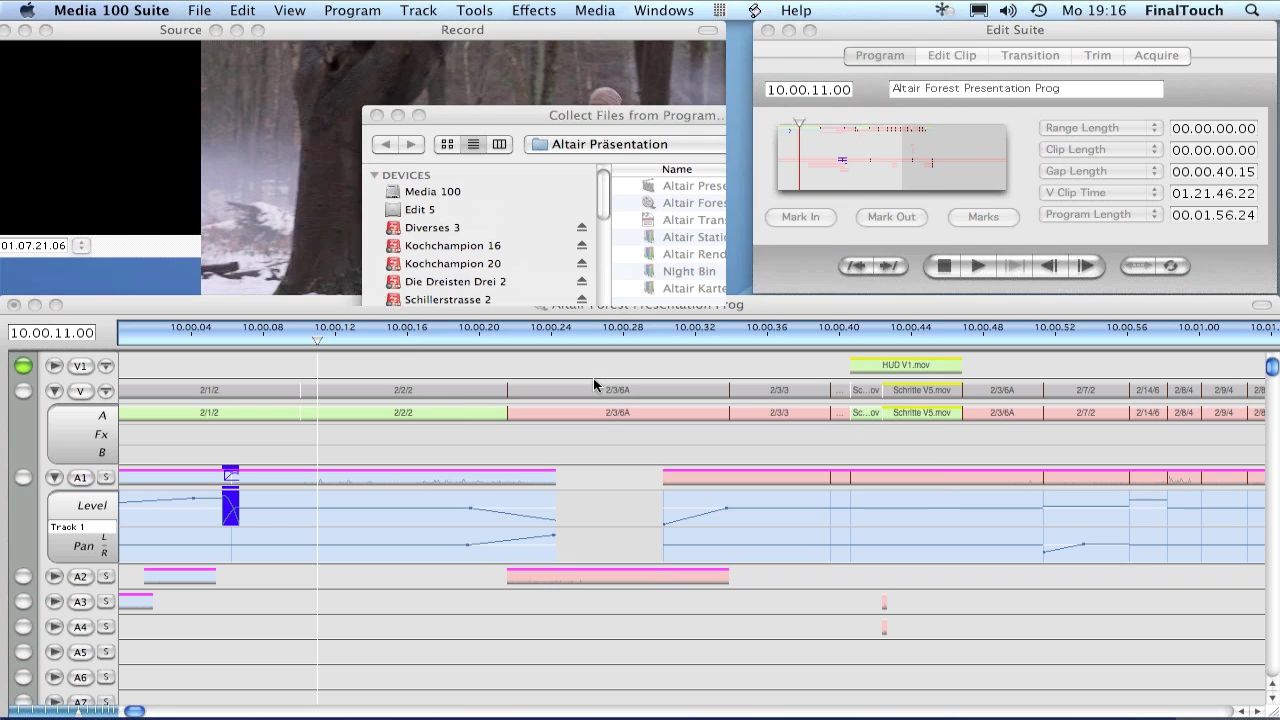 Media 100 Suite File Edit View Program Track Tools Effects Media Windows Help Mo 19:16 FinalTouch
Source
Record
01.07.21.06
Collect Files from Program...
Altair Präsentation
DEVICES
Media 100
Edit 5
Diverses 3
Kochchampion 16
Kochchampion 20
Die Dreisten Drei 2
Schillerstrasse 2
Name
Altair Prese
Altair Fores
Altair Trans
Altair Statio
Altair Rend
Night Bin
Altair Karte
Edit Suite
Program Edit Clip Transition Trim Acquire
10.00.11.00 Altair Forest Presentation Prog
Range Length 00.00.00.00
Clip Length 00.00.00.00
Gap Length 00.00.40.15
V Clip Time 01.21.46.22
Program Length 00.01.56.24
Mark In Mark Out Marks
Altair Forest Presentation Prog
10.00.11.00 10.00.04 10.00.08 10.00.12 10.00.16 10.00.20 10.00.24 10.00.28 10.00.32 10.00.36 10.00.40 10.00.44 10.00.48 10.00.52 10.00.56 10.01.00 10.01.
V1 HUD V1.mov
V 2/1/2 2/2/2 2/3/6A 2/3/3 ... Sc...ov Schritte V5.mov 2/3/6A 2/7/2 2/14/6 2/8/4 2/9/4 2/8
A 2/1/2 2/2/2 2/3/6A 2/3/3 ... Sc...ov Schritte V5.mov 2/3/6A 2/7/2 2/14/6 2/8/4 2/9/4 2/8
Fx
B
A1 S
Level
Track 1
Pan L R
A2 S
A3 S
A4 S
A5 S
A6 S
A7 S